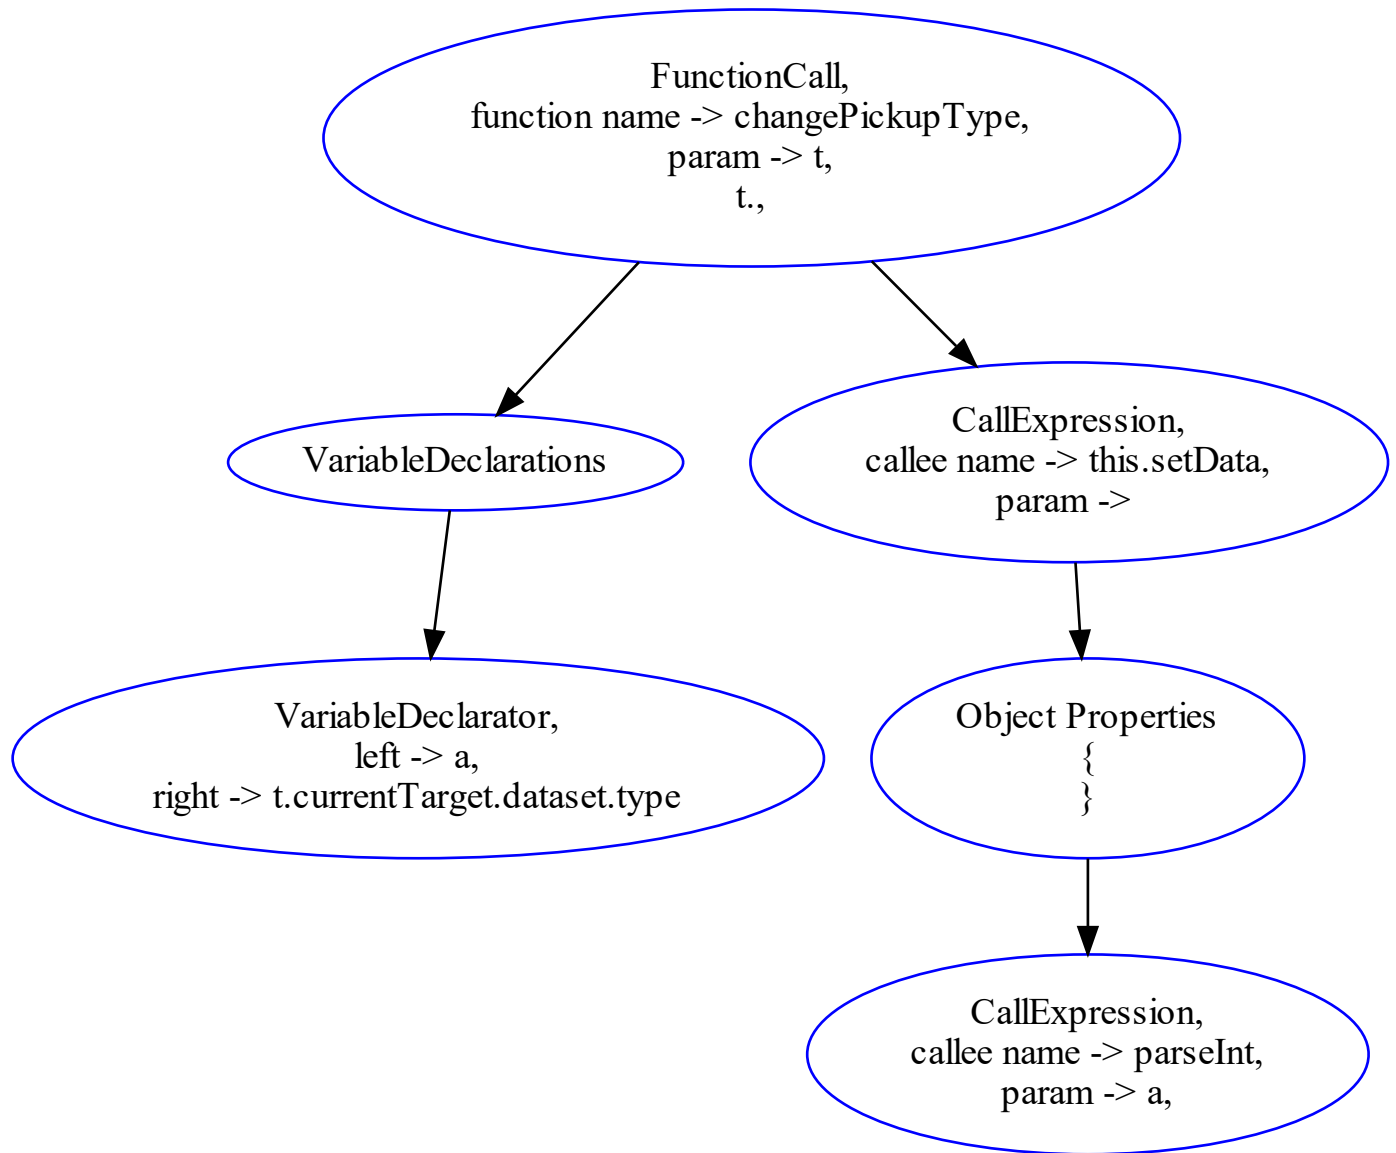 FunctionCall,
function name -> changePickupType,
param -> t,
t.,
VariableDeclarations
CallExpression,
callee name -> this.setData,
param ->
VariableDeclarator,
left -> a,
right -> t.currentTarget.dataset.type
Object Properties
{
}
CallExpression,
callee name -> parseInt,
param -> a,